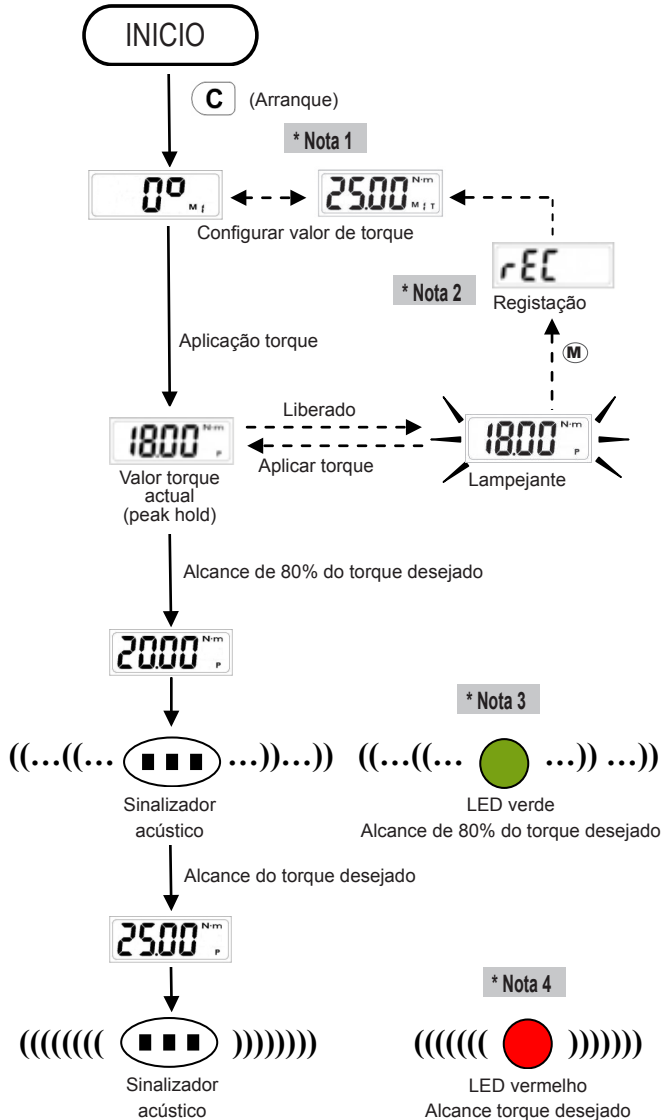 INICIO
C (Arranque)
* Nota 1
0° M 1
25.00 N·m M 1 T
Configurar valor de torque
rEC
* Nota 2
Registação
M
Aplicação torque
18.00 N·m P
Liberado
Aplicar torque
18.00 N·m P
Valor torque
actual
(peak hold)
Lampejante
Alcance de 80% do torque desejado
20.00 N·m P
* Nota 3
((...((... ...))...))
((...((... ...)) ...))
Sinalizador
acústico
LED verde
Alcance de 80% do torque desejado
Alcance do torque desejado
25.00 N·m P
* Nota 4
(((((((( ))))))))
((((((( )))))))
Sinalizador
acústico
LED vermelho
Alcance torque desejado